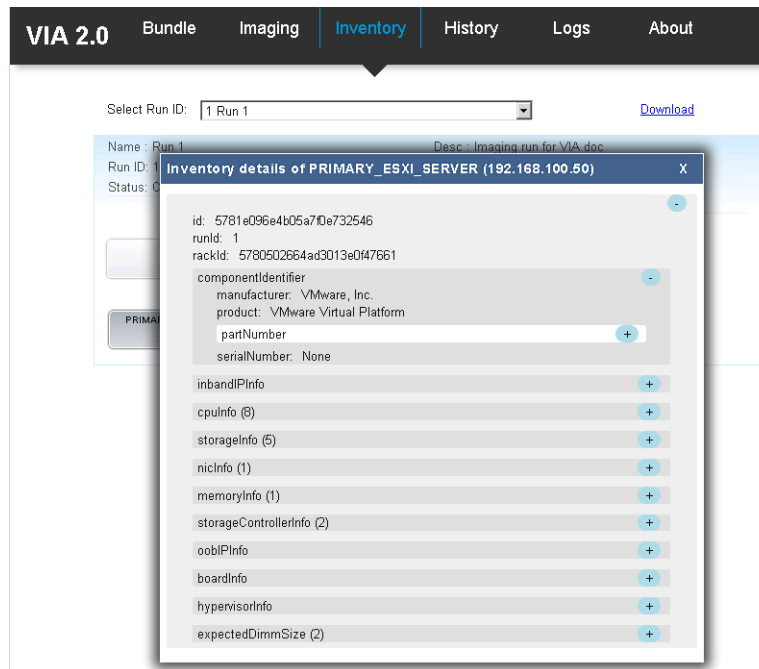 VIA 2.0 Bundle Imaging Inventory History Logs About
Select Run ID: 1 Run 1 Download
Name : Run 1 Desc : Imaging run for VIA doc
Run ID: 1
Status: C
Inventory details of PRIMARY_ESXI_SERVER (192.168.100.50) X
-
id: 5781e096e4b05a7f0e732546
runId: 1
rackId: 5780502664ad3013e0f47661
componentIdentifier -
manufacturer: VMware, Inc.
product: VMware Virtual Platform
partNumber +
PRIMA
serialNumber: None
inbandIPInfo +
cpuInfo (8) +
storageInfo (5) +
nicInfo (1) +
memoryInfo (1) +
storageControllerInfo (2) +
oobIPInfo +
boardInfo +
hypervisorInfo +
expectedDimmSize (2) +